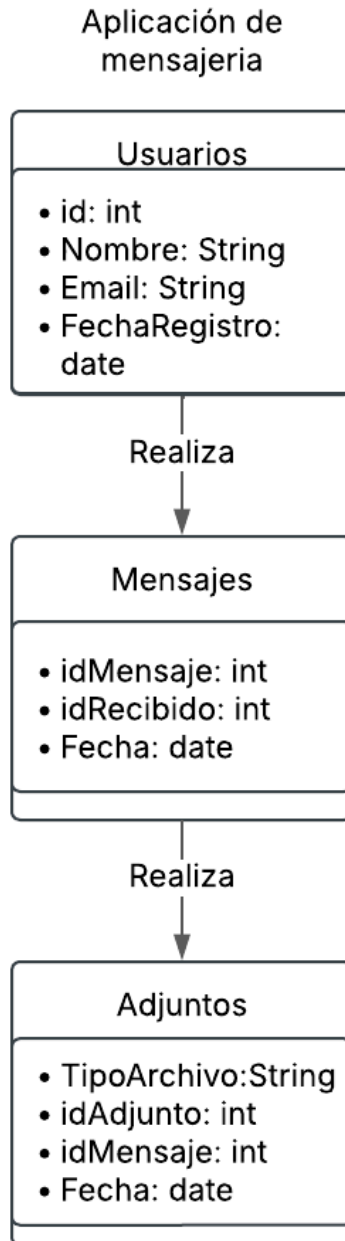 Aplicación de
mensajeria
Usuarios
• id: int
• Nombre: String
• Email: String
• FechaRegistro:
date
Realiza
Mensajes
• idMensaje: int
• idRecibido: int
• Fecha: date
Realiza
Adjuntos
• TipoArchivo:String
• idAdjunto: int
• idMensaje: int
• Fecha: date